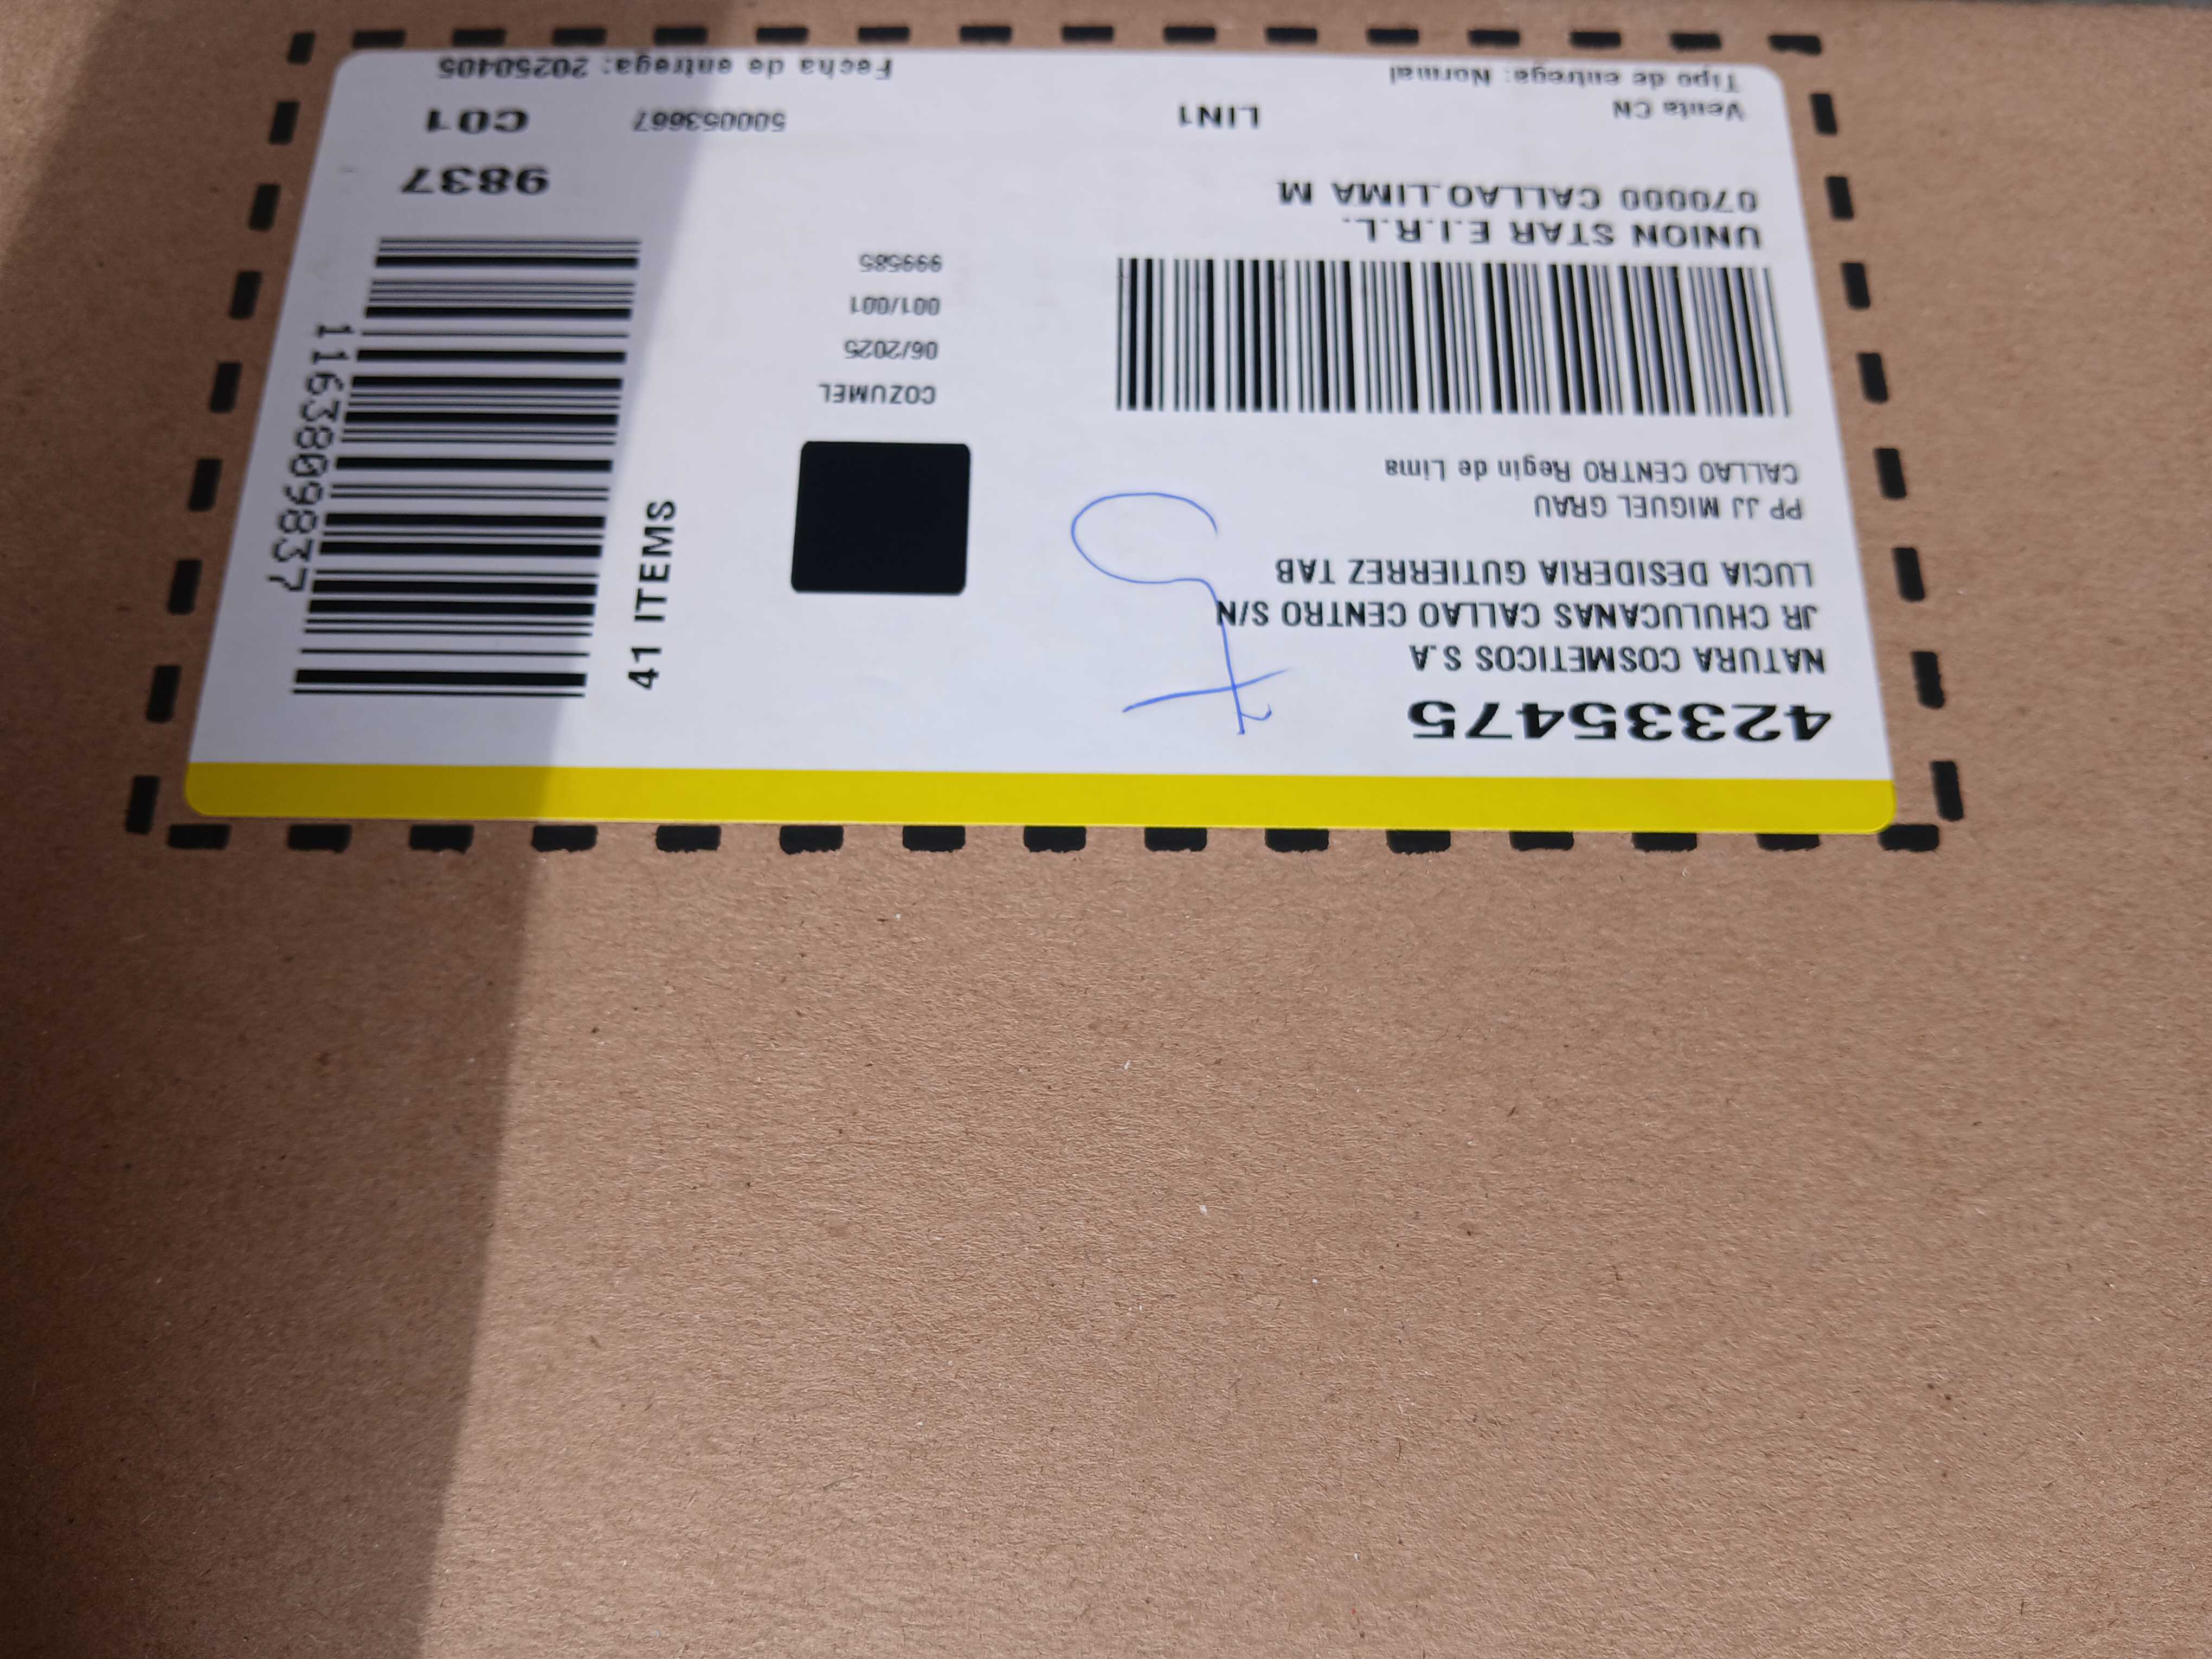 42335475
NATURA COSMETICOS S.A
JR CHULUCANAS CALLAO CENTRO S/N
LUCIA DESIDERIA GUTIERREZ TAB
PP JJ MIGUEL GRAU
CALLAO CENTRO Regin de Lima
UNION STAR E.I.R.L.
070000 CALLAO.LIMA M
Venta CN
LIN1
Tipo de entrega: Normal
COZUMEL
06/2025
001/001
999585
41 ITEMS
1163809837
9837
500053667
C01
Fecha de entrega: 20250405